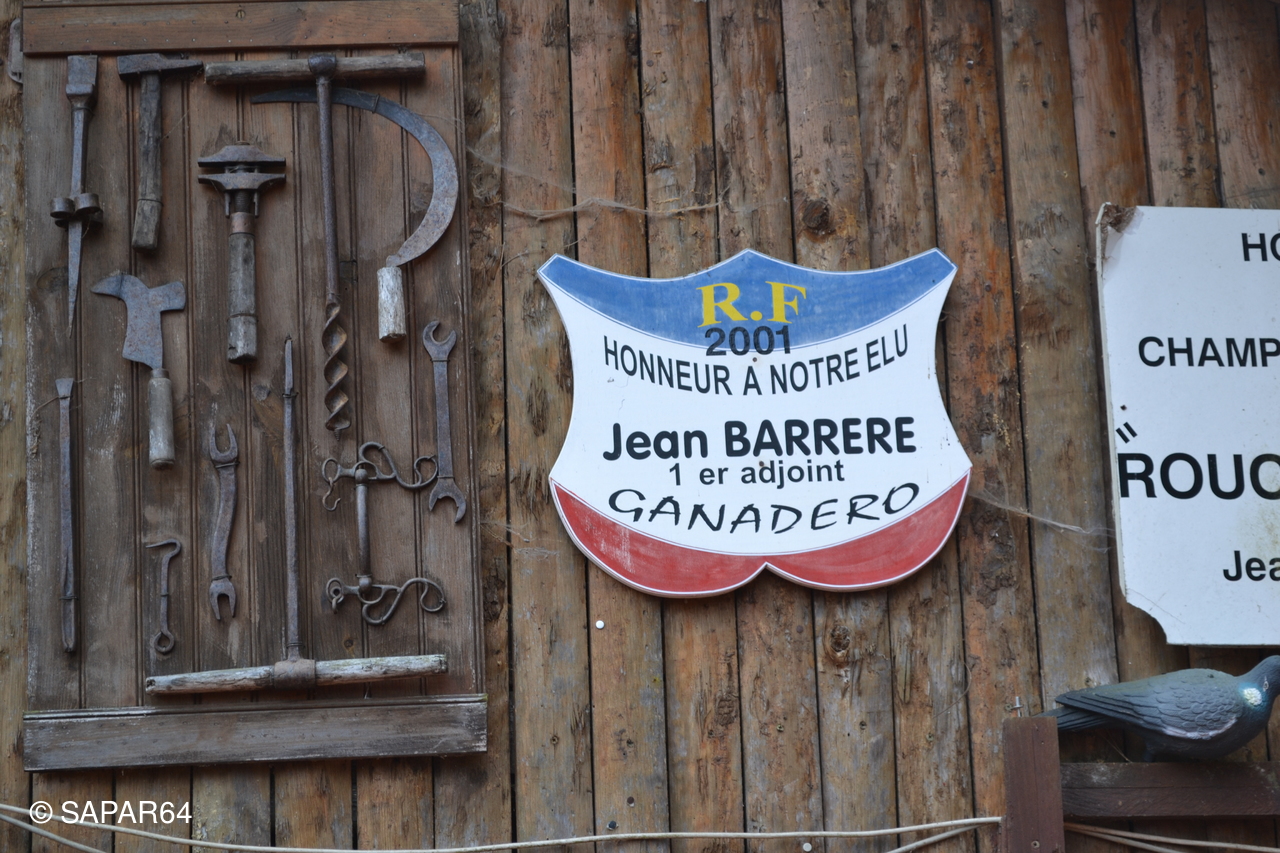 R.F
2001
HONNEUR A NOTRE ELU
Jean BARRERE
1 er adjoint
GANADERO
HO
CHAMP
"ROUC
Jea
© SAPAR64